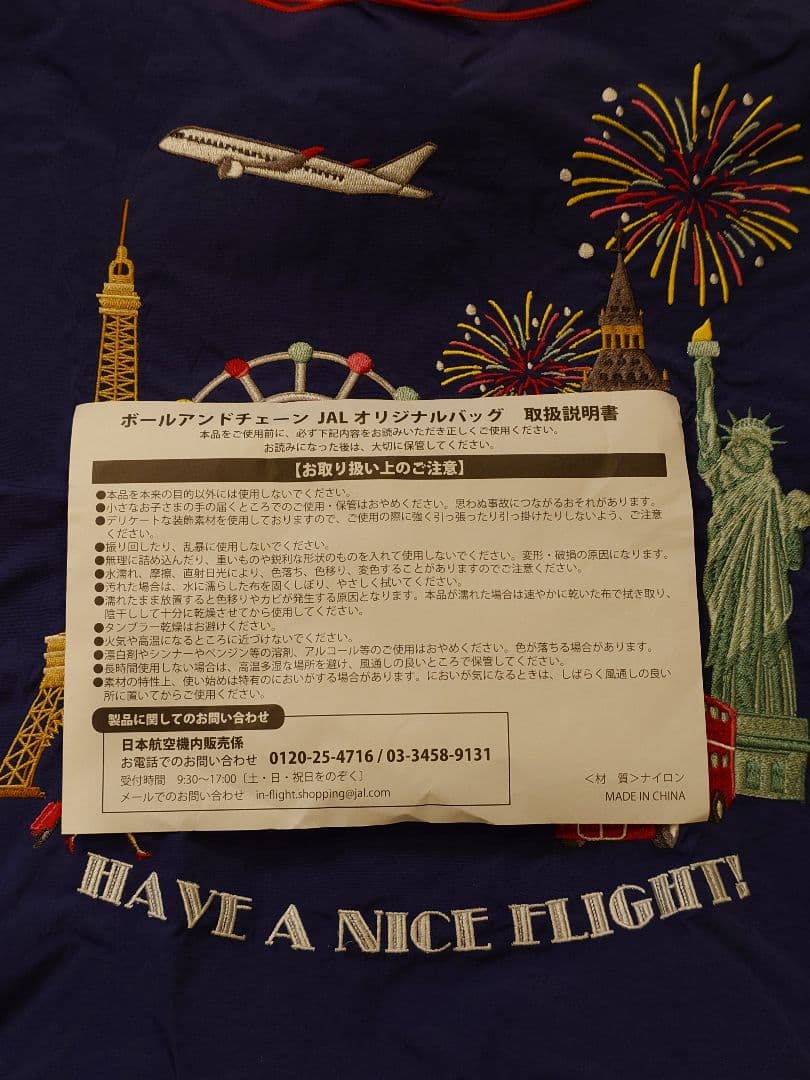 ボールアンドチェーン JAL オリジナルバッグ 取扱説明書
本品をご使用前に、必ず下記内容をお読みいただき正しくご使用ください。
お読みになった後は、大切に保管してください。
【お取り扱い上のご注意】
●本品を本来の目的以外には使用しないでください。
●小さなお子さまの手の届くところでのご使用・保管はおやめください。思わぬ事故につながるおそれがあります。
●デリケートな装飾素材を使用しておりますので、ご使用の際に強く引っ張ったり引っ掛けたりしないよう、ご注意
ください。
●振り回したり、乱暴に使用しないでください。
●無理に詰め込んだり、重いものや鋭利な形状のものを入れて使用しないでください。変形・破損の原因になります。
●水濡れ、摩擦、直射日光により、色落ち、色移り、変色することがありますのでご注意ください。
●汚れた場合は、水に濡らした布を固くしぼり、やさしく拭いてください。
●濡れたまま放置すると色移りやカビが発生する原因となります。本品が濡れた場合は速やかに乾いた布で拭き取り、
陰干しして十分に乾燥させてから使用してください。
●タンブラー乾燥はお避けください。
●火気や高温になるところに近づけないでください。
●漂白剤やシンナーやベンジン等の溶剤、アルコール等のご使用はおやめください。色が落ちる場合があります。
●長時間使用しない場合は、高温多湿な場所を避け、風通しの良いところで保管してください。
●素材の特性上、使い始めは特有のにおいがする場合があります。においが気になるときは、しばらく風通しの良い
所に置いてからご使用ください。
製品に関してのお問い合わせ
日本航空機内販売係
お電話でのお問い合わせ 0120-25-4716 / 03-3458-9131
受付時間 9:30～17:00〔土・日・祝日をのぞく〕
メールでのお問い合わせ in-flight.shopping@jal.com
＜材 質＞ナイロン
MADE IN CHINA
HAVE A NICE FLIGHT!